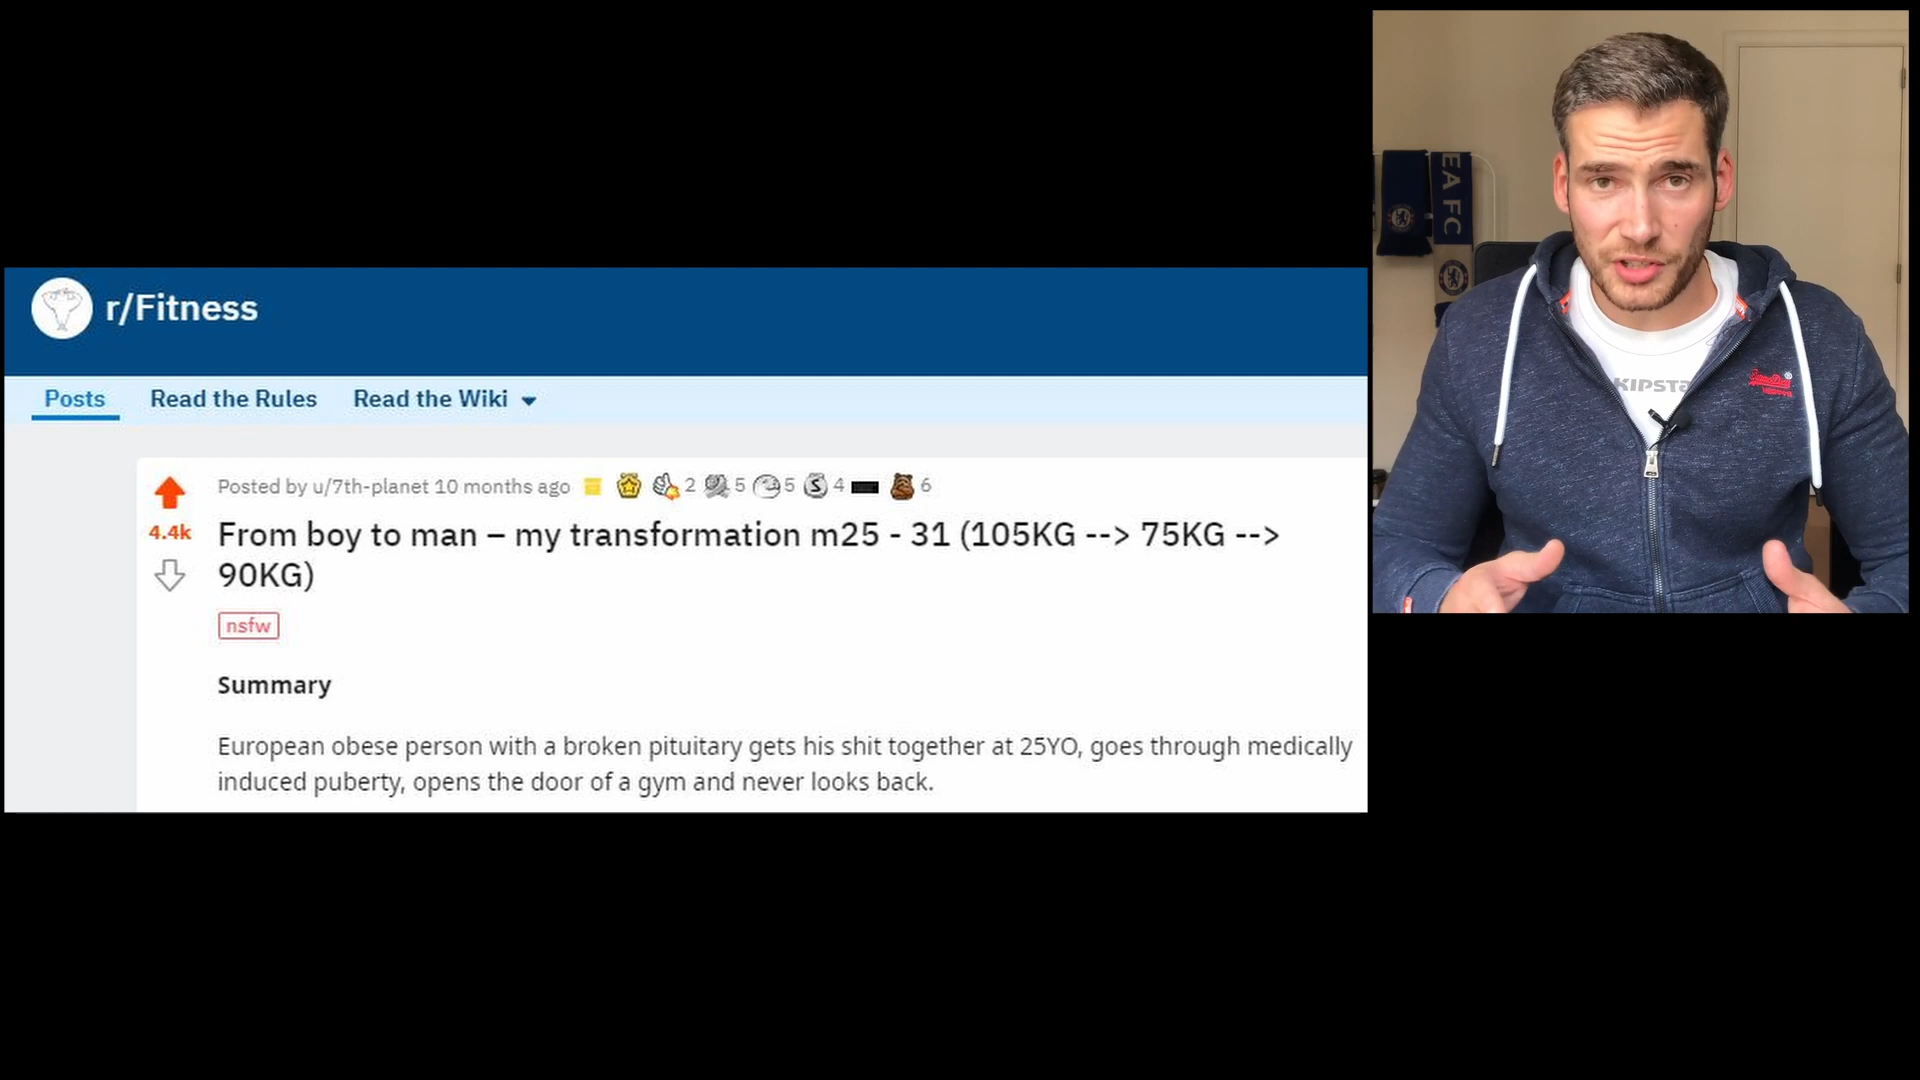 r/Fitness
Posts Read the Rules Read the Wiki
Posted by u/7th-planet 10 months ago 2 5 5 4 6
4.4k
From boy to man – my transformation m25 - 31 (105KG --> 75KG -->
90KG)
nsfw
Summary
European obese person with a broken pituitary gets his shit together at 25YO, goes through medically
induced puberty, opens the door of a gym and never looks back.
EA FC
KIPSTA